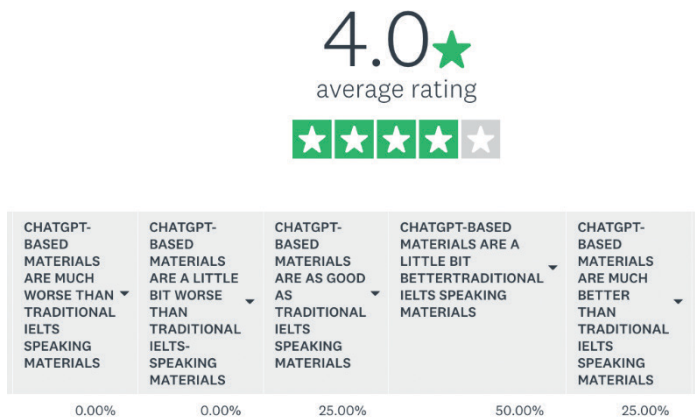 4.0
average rating
CHATGPT-
BASED
MATERIALS
ARE MUCH
WORSE THAN
TRADITIONAL
IELTS
SPEAKING
MATERIALS
CHATGPT-
BASED
MATERIALS
ARE A LITTLE
BIT WORSE
THAN
TRADITIONAL
IELTS-
SPEAKING
MATERIALS
CHATGPT-
BASED
MATERIALS
ARE AS GOOD
AS
TRADITIONAL
IELTS
SPEAKING
MATERIALS
CHATGPT-BASED
MATERIALS ARE A
LITTLE BIT
BETTERTRADITIONAL
IELTS SPEAKING
MATERIALS
CHATGPT-
BASED
MATERIALS
ARE MUCH
BETTER
THAN
TRADITIONAL
IELTS
SPEAKING
MATERIALS
0.00%
0.00%
25.00%
50.00%
25.00%